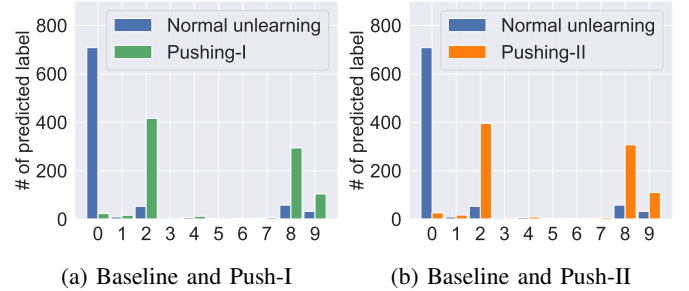 800
600
400
200
0
# of predicted label
Normal unlearning
Pushing-I
0 1 2 3 4 5 6 7 8 9
(a) Baseline and Push-I
800
600
400
200
0
# of predicted label
Normal unlearning
Pushing-II
0 1 2 3 4 5 6 7 8 9
(b) Baseline and Push-II